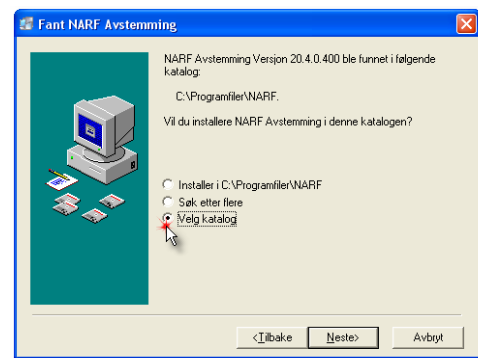 Fant NARF Avstemming
NARF Avstemming Versjon 20.4.0.400 ble funnet i følgende
katalog:
C:\Programfiler\NARF.
Vil du installere NARF Avstemming i denne katalogen?
Installer i C:\Programfiler\NARF
Søk etter flere
Velg katalog
<Tilbake
Neste>
Avbryt